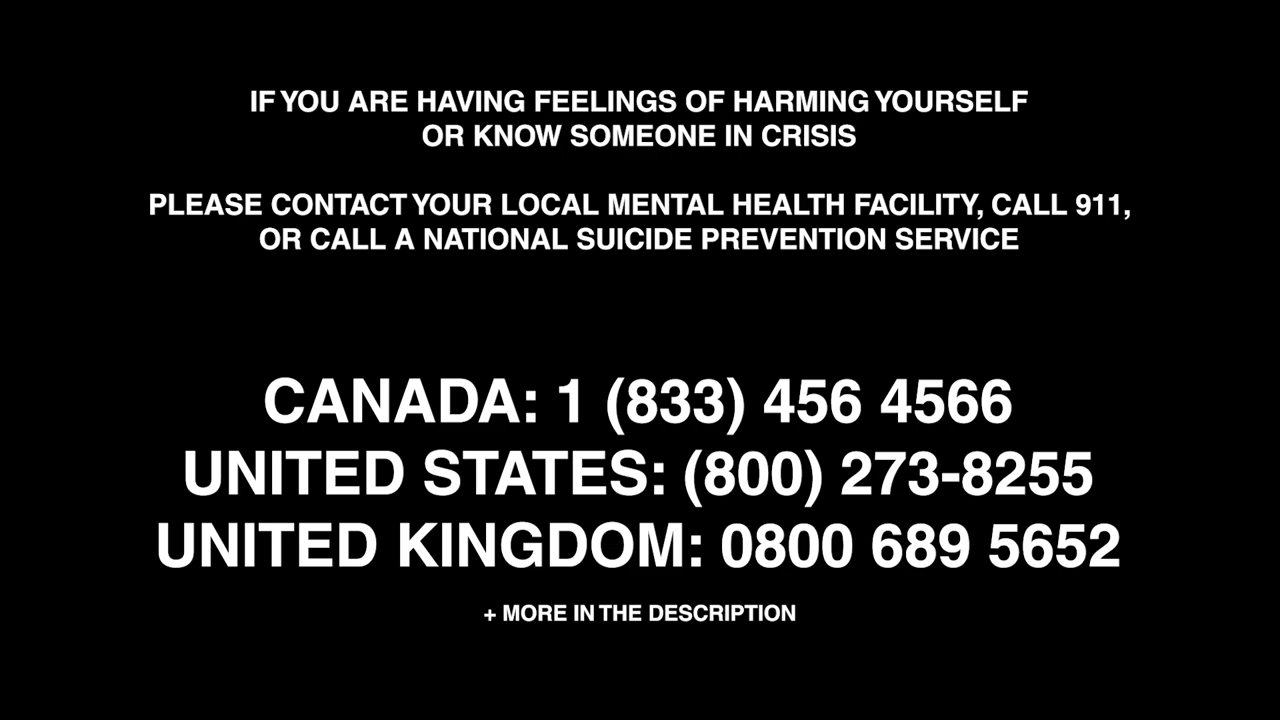 IF YOU ARE HAVING FEELINGS OF HARMING YOURSELF
OR KNOW SOMEONE IN CRISIS
PLEASE CONTACT YOUR LOCAL MENTAL HEALTH FACILITY, CALL 911,
OR CALL A NATIONAL SUICIDE PREVENTION SERVICE
CANADA: 1 (833) 456 4566
UNITED STATES: (800) 273-8255
UNITED KINGDOM: 0800 689 5652
+ MORE IN THE DESCRIPTION